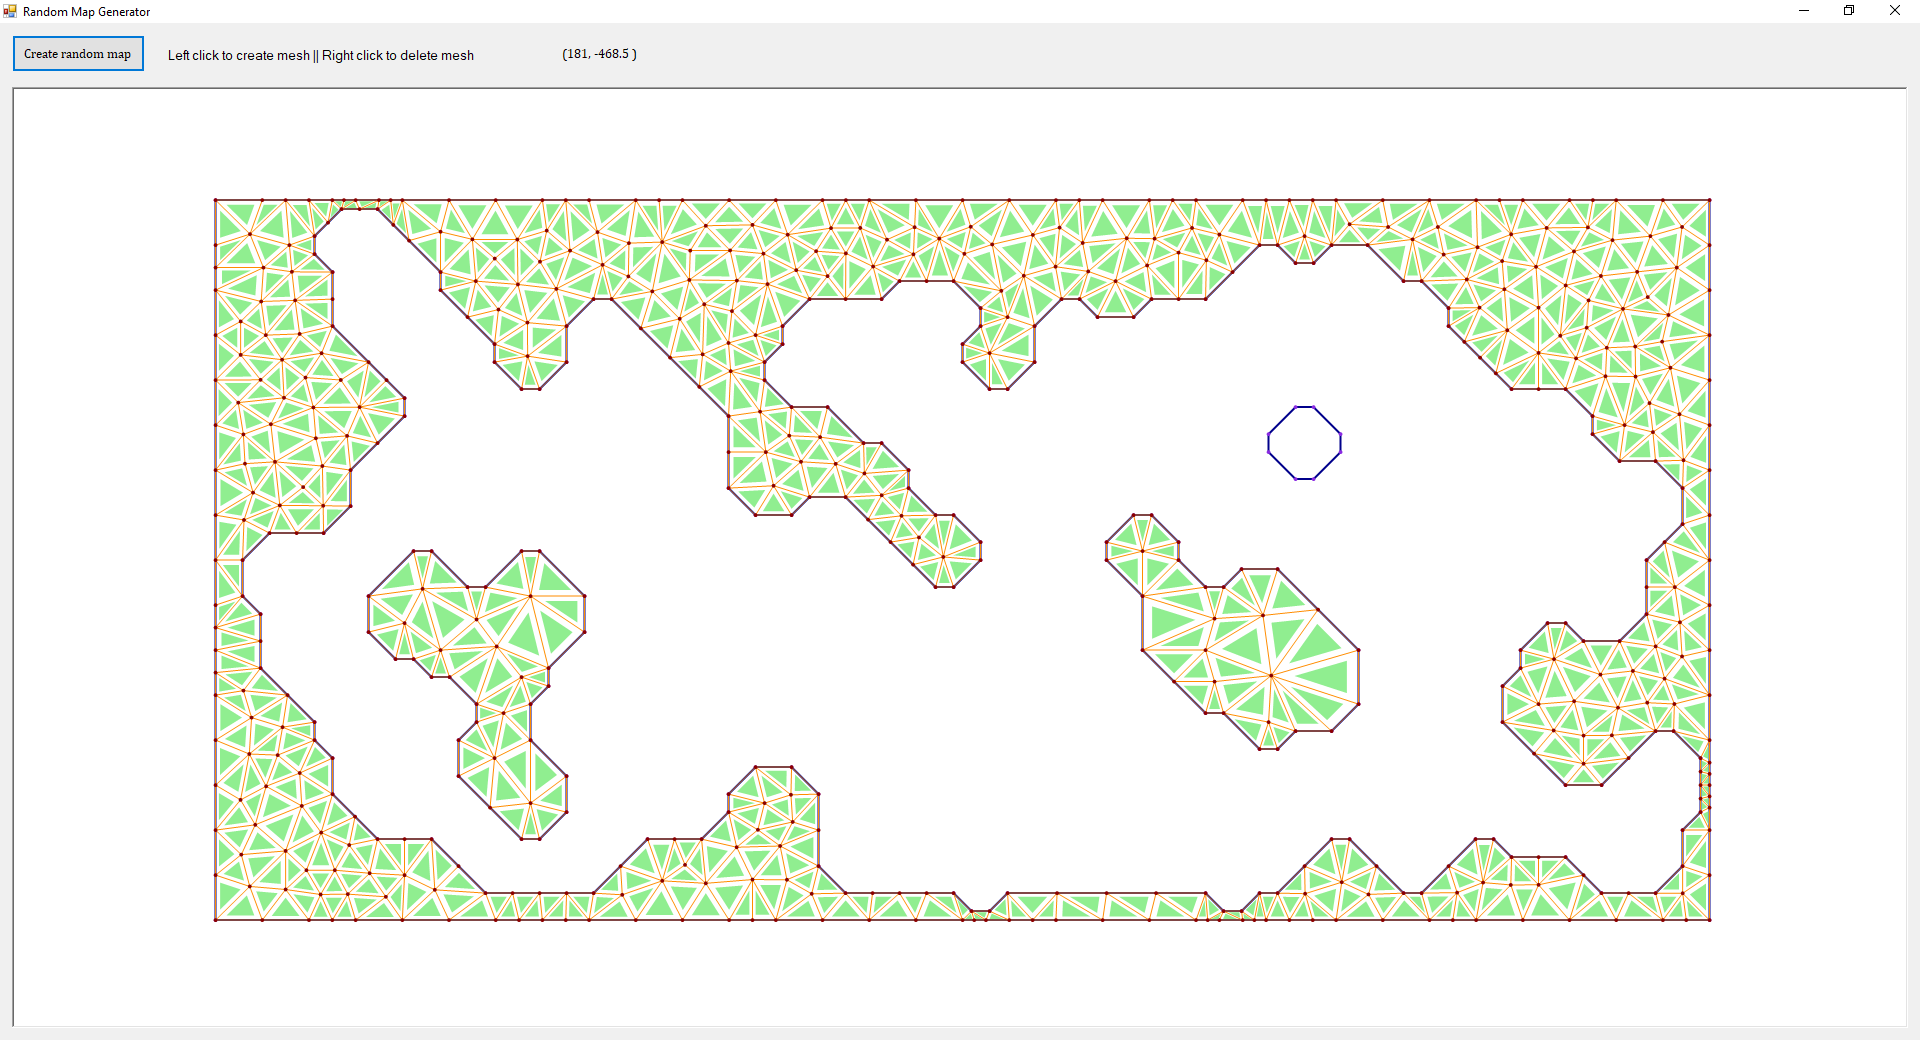 Random Map Generator
Create random map
Left click to create mesh || Right click to delete mesh
(181, -468.5 )